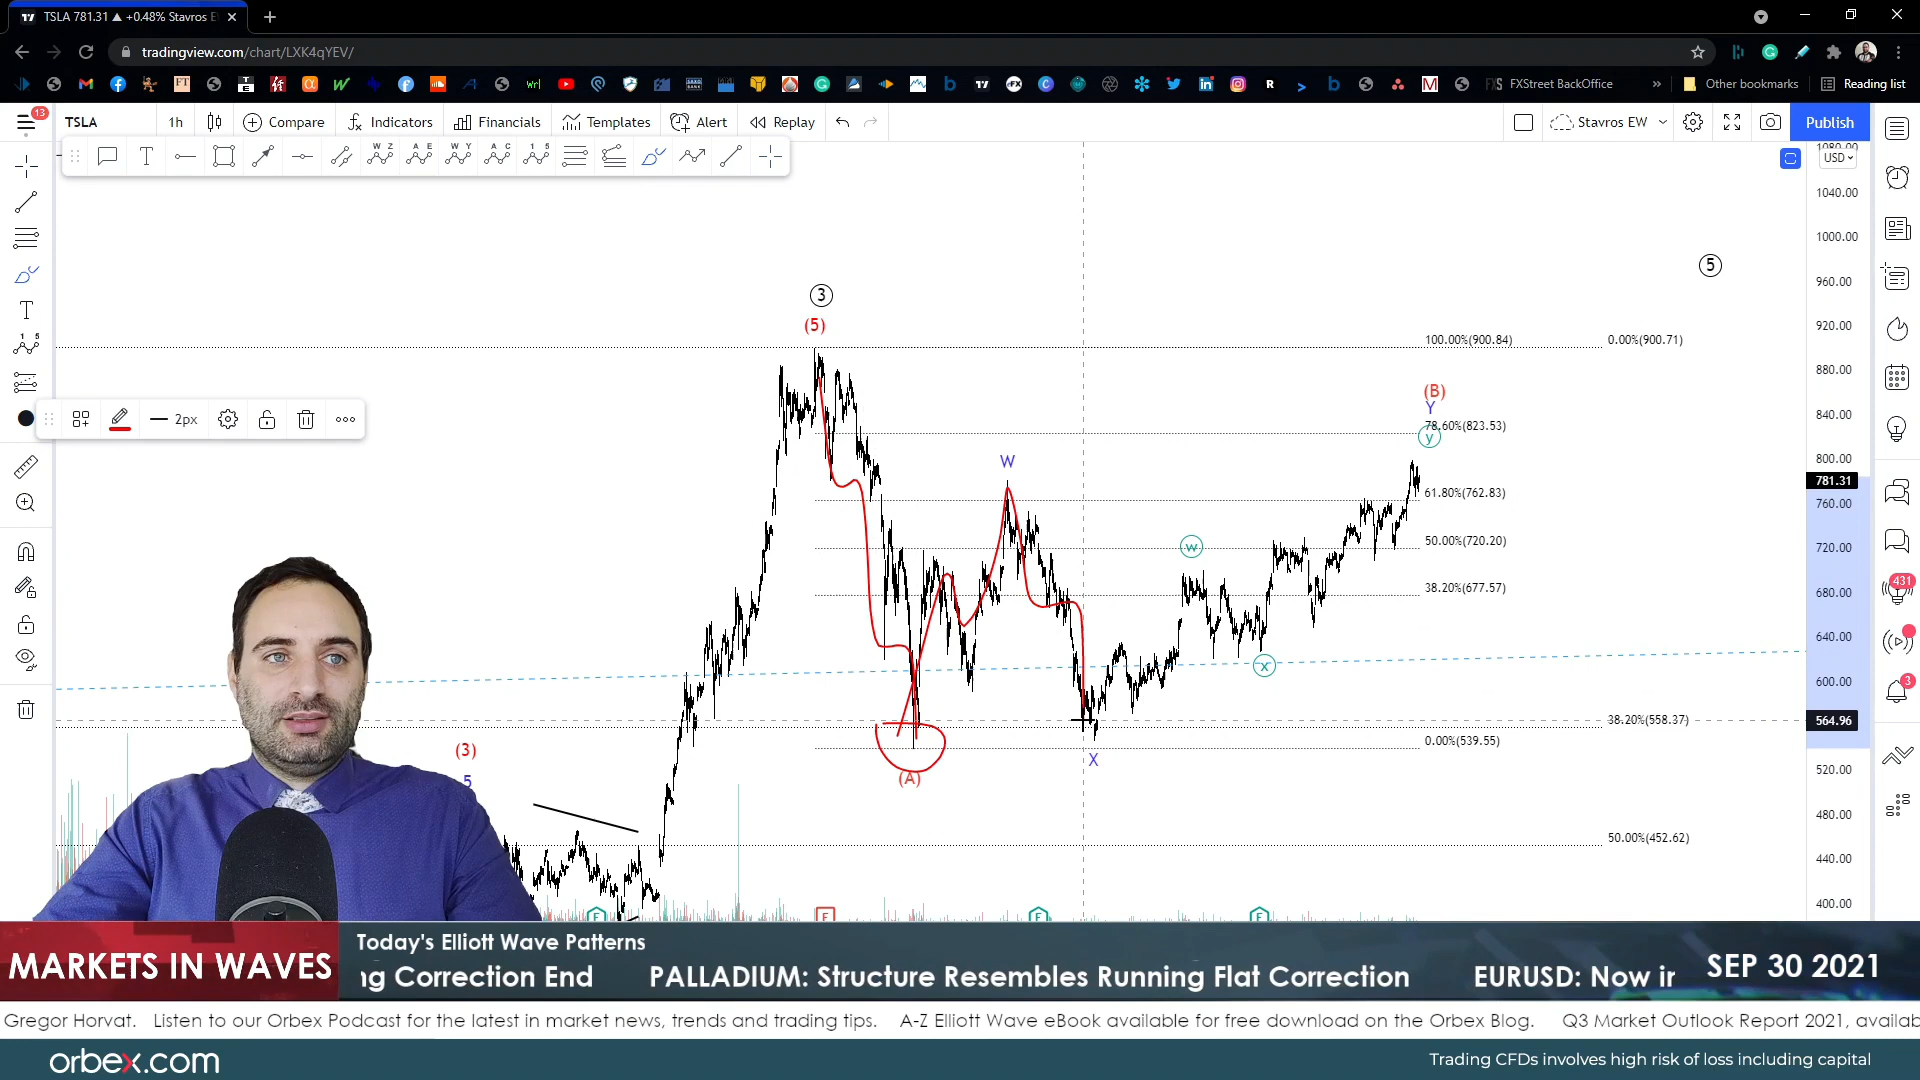 TSLA 781.31 ▲ +0.48% Stavros E
tradingview.com/chart/LXK4qYEV/
FXStreet BackOffice
Other bookmarks
Reading list
13
TSLA
1h
Compare
Indicators
Financials
Templates
Alert
Replay
Stavros EW
Publish
W Z
A E
W Y
A C
1 5
USD
1080.00
1040.00
1000.00
960.00
920.00
880.00
840.00
800.00
781.31
760.00
720.00
680.00
640.00
600.00
564.96
520.00
480.00
440.00
400.00
5
3
(5)
100.00%(900.84)
0.00%(900.71)
(B)
Y
78.60%(823.53)
y
2px
W
61.80%(762.83)
w
50.00%(720.20)
38.20%(677.57)
x
38.20%(558.37)
0.00%(539.55)
(3)
5
(A)
X
50.00%(452.62)
E
E
E
E
431
3
MARKETS IN WAVES
Today's Elliott Wave Patterns
ng Correction End
PALLADIUM: Structure Resembles Running Flat Correction
EURUSD: Now in
SEP 30 2021
Gregor Horvat. Listen to our Orbex Podcast for the latest in market news, trends and trading tips. A-Z Elliott Wave eBook available for free download on the Orbex Blog. Q3 Market Outlook Report 2021, availab
orbex.com
Trading CFDs involves high risk of loss including capital